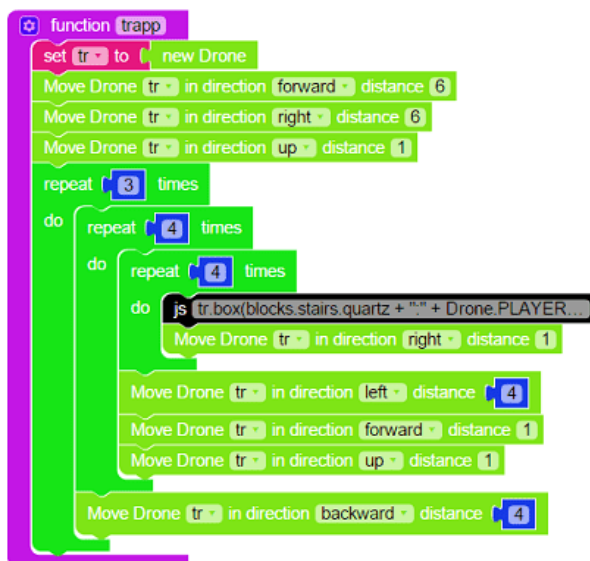 function trapp
set tr to new Drone
Move Drone tr in direction forward distance 6
Move Drone tr in direction right distance 6
Move Drone tr in direction up distance 1
repeat 3 times
do repeat 4 times
do repeat 4 times
do js tr.box(blocks.stairs.quartz + ":" + Drone.PLAYER...
Move Drone tr in direction right distance 1
Move Drone tr in direction left distance 4
Move Drone tr in direction forward distance 1
Move Drone tr in direction up distance 1
Move Drone tr in direction backward distance 4